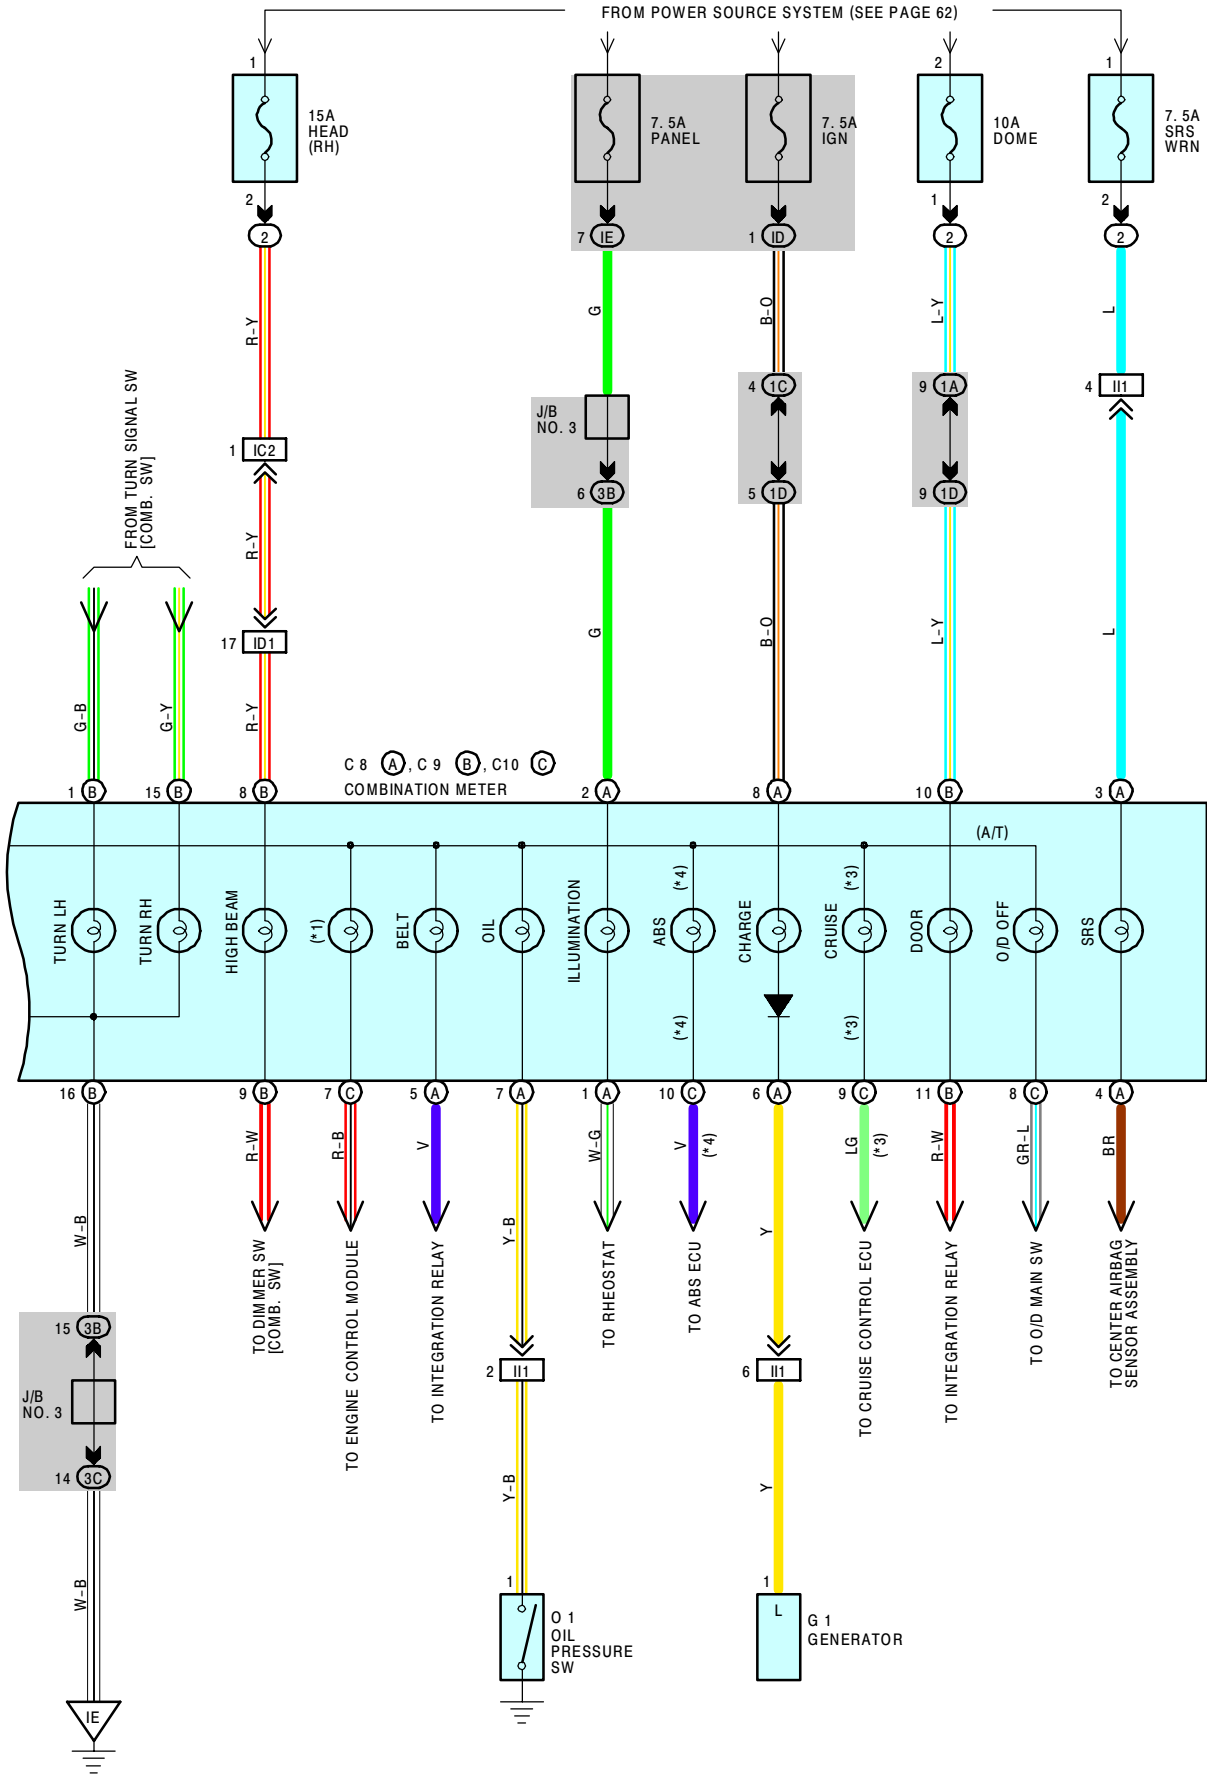 FROM POWER SOURCE SYSTEM (SEE PAGE 62)
1
15A
HEAD
(RH)
2
2
7. 5A
PANEL
7 IE
7. 5A
IGN
1 ID
2
10A
DOME
1
2
1
7. 5A
SRS
WRN
2
2
R-Y
G
B-O
L-Y
L
FROM TURN SIGNAL SW
[COMB. SW]
1 IC2
J/B
NO. 3
6 3B
4 1C
5 1D
9 1A
9 1D
4 II1
R-Y
17 ID1
G
B-O
L-Y
L
G-B
G-Y
R-Y
C 8 A, C 9 B, C10 C
COMBINATION METER
1 B
15 B
8 B
2 A
8 A
10 B
3 A
(A/T)
(*4)
(*3)
TURN LH
TURN RH
HIGH BEAM
(*1)
BELT
OIL
ILLUMINATION
ABS
CHARGE
CRUISE
DOOR
O/D OFF
SRS
(*4)
(*3)
16 B
9 B
7 C
5 A
7 A
1 A
10 C
6 A
9 C
11 B
8 C
4 A
R-W
R-B
V
W-G
V
(*4)
LG
(*3)
R-W
GR-L
BR
W-B
Y-B
Y
TO DIMMER SW
[COMB. SW]
TO ENGINE CONTROL MODULE
TO INTEGRATION RELAY
TO RHEOSTAT
TO ABS ECU
TO CRUISE CONTROL ECU
TO INTEGRATION RELAY
TO O/D MAIN SW
TO CENTER AIRBAG
SENSOR ASSEMBLY
15 3B
J/B
NO. 3
14 3C
2 II1
6 II1
Y-B
Y
W-B
1
O 1
OIL
PRESSURE
SW
1
L
G 1
GENERATOR
IE